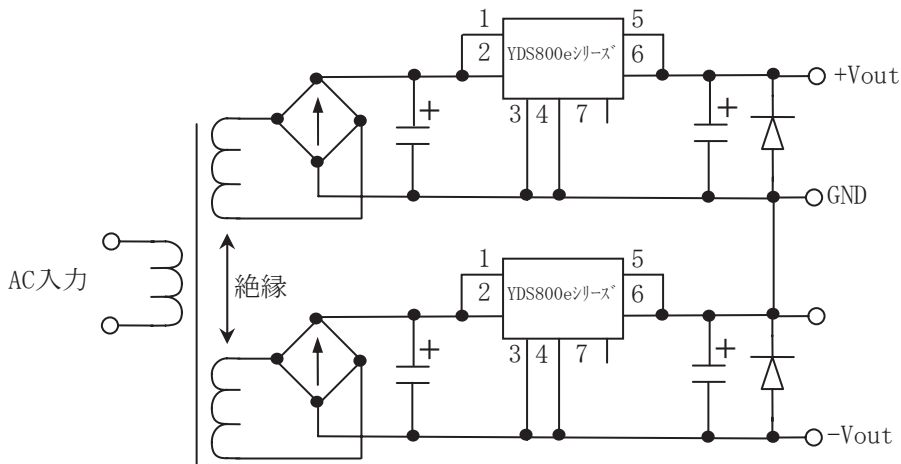 1
2
YDS800eｼﾘｰｽﾞ
5
6
3 4 7
+
+
+Vout
GND
AC入力
絶縁
1
2
YDS800eｼﾘｰｽﾞ
5
6
3 4 7
+
+
-Vout